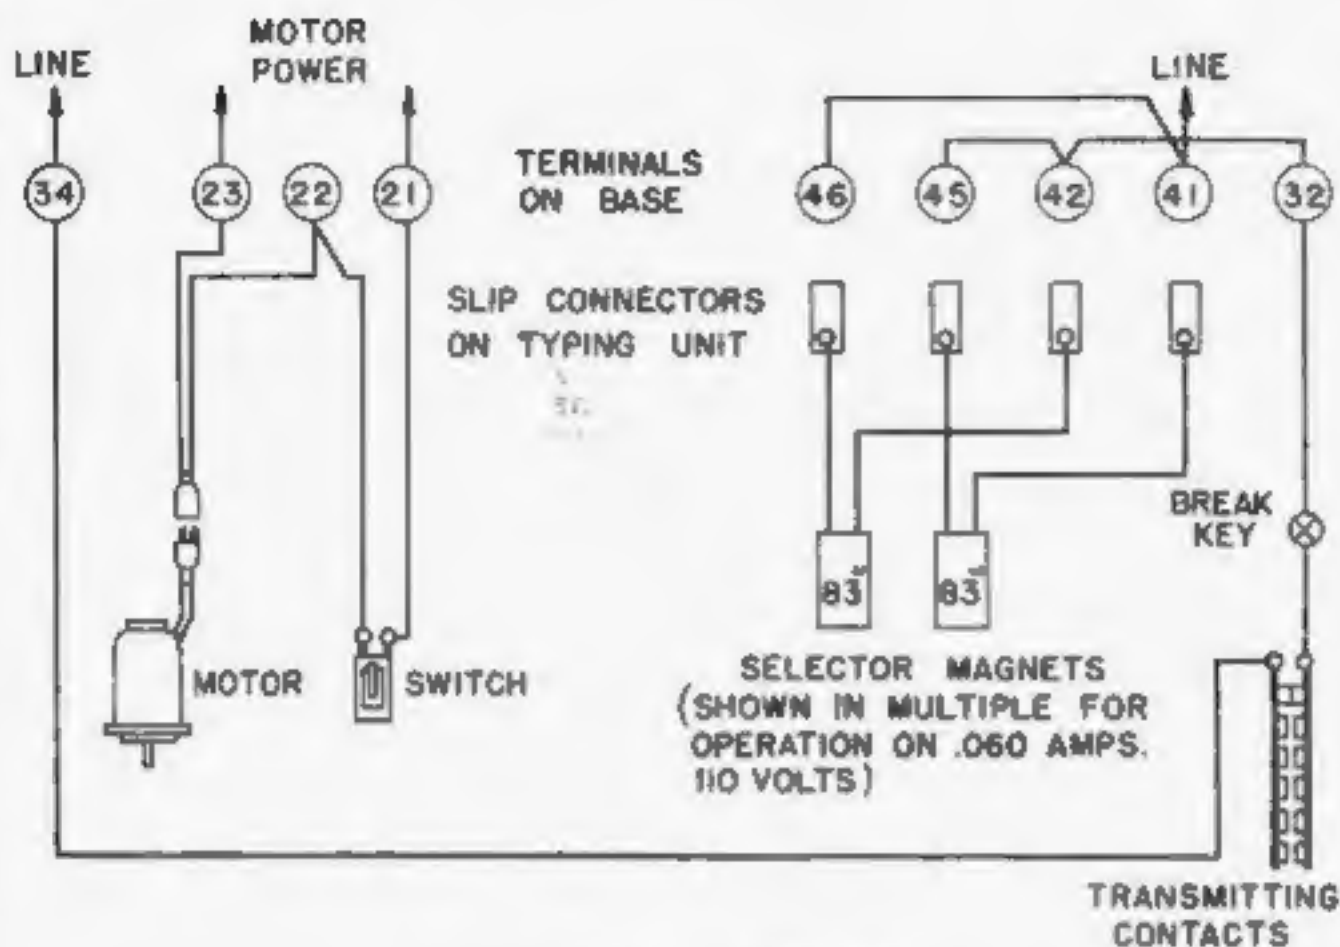 LINE
MOTOR
POWER
LINE
34
23
22
21
TERMINALS
ON BASE
46
45
42
41
32
SLIP CONNECTORS
ON TYPING UNIT
BREAK
KEY
83
83
MOTOR
SWITCH
SELECTOR MAGNETS
(SHOWN IN MULTIPLE FOR
OPERATION ON .060 AMPS.
110 VOLTS)
TRANSMITTING
CONTACTS